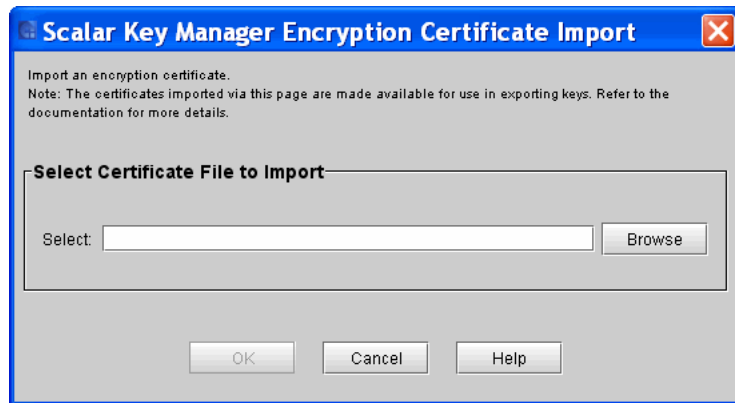 Scalar Key Manager Encryption Certificate Import
Import an encryption certificate.
Note: The certificates imported via this page are made available for use in exporting keys. Refer to the
documentation for more details.
Select Certificate File to Import
Select:
Browse
OK
Cancel
Help